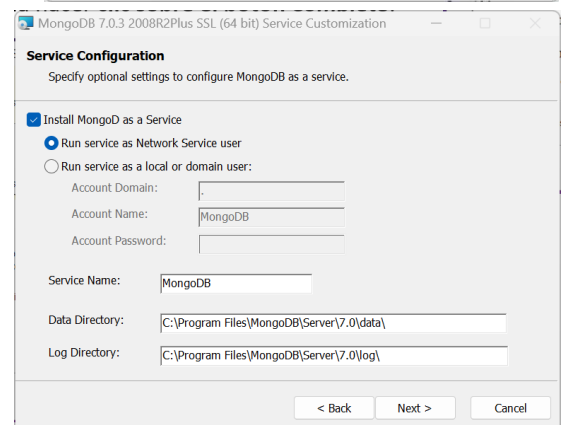 MongoDB 7.0.3 2008R2Plus SSL (64 bit) Service Customization
Service Configuration
Specify optional settings to configure MongoDB as a service.
Install MongoD as a Service
Run service as Network Service user
Run service as a local or domain user:
Account Domain: .
Account Name: MongoDB
Account Password:
Service Name: MongoDB
Data Directory: C:\Program Files\MongoDB\Server\7.0\data\
Log Directory: C:\Program Files\MongoDB\Server\7.0\log\
< Back Next > Cancel